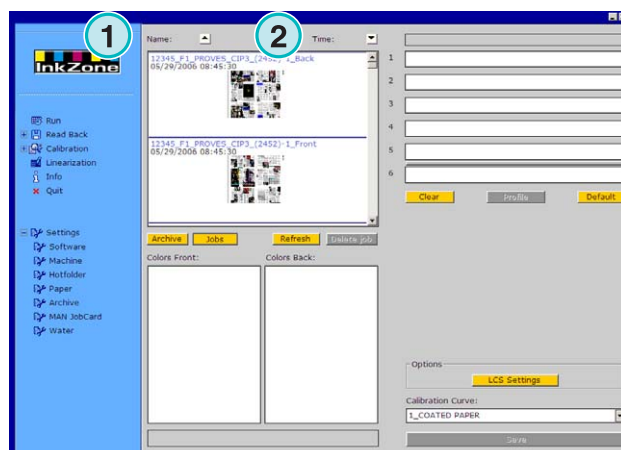 1
2
InkZone
Run
Read Back
Calibration
Linearization
Info
Quit
Settings
Software
Machine
Hotfolder
Paper
Archive
MAN JobCard
Water
Name:
Time:
12345_F1_PROVES_CIP3_(2452)-1_Back
05/29/2006 08:45:30
12345_F1_PROVES_CIP3_(2452)-1_Front
05/29/2006 08:45:30
Archive
Jobs
Refresh
Delete job
Colors Front:
Colors Back:
1
2
3
4
5
6
Clear
Profile
Default
Options
LCS Settings
Calibration Curve:
1_COATED PAPER
Save